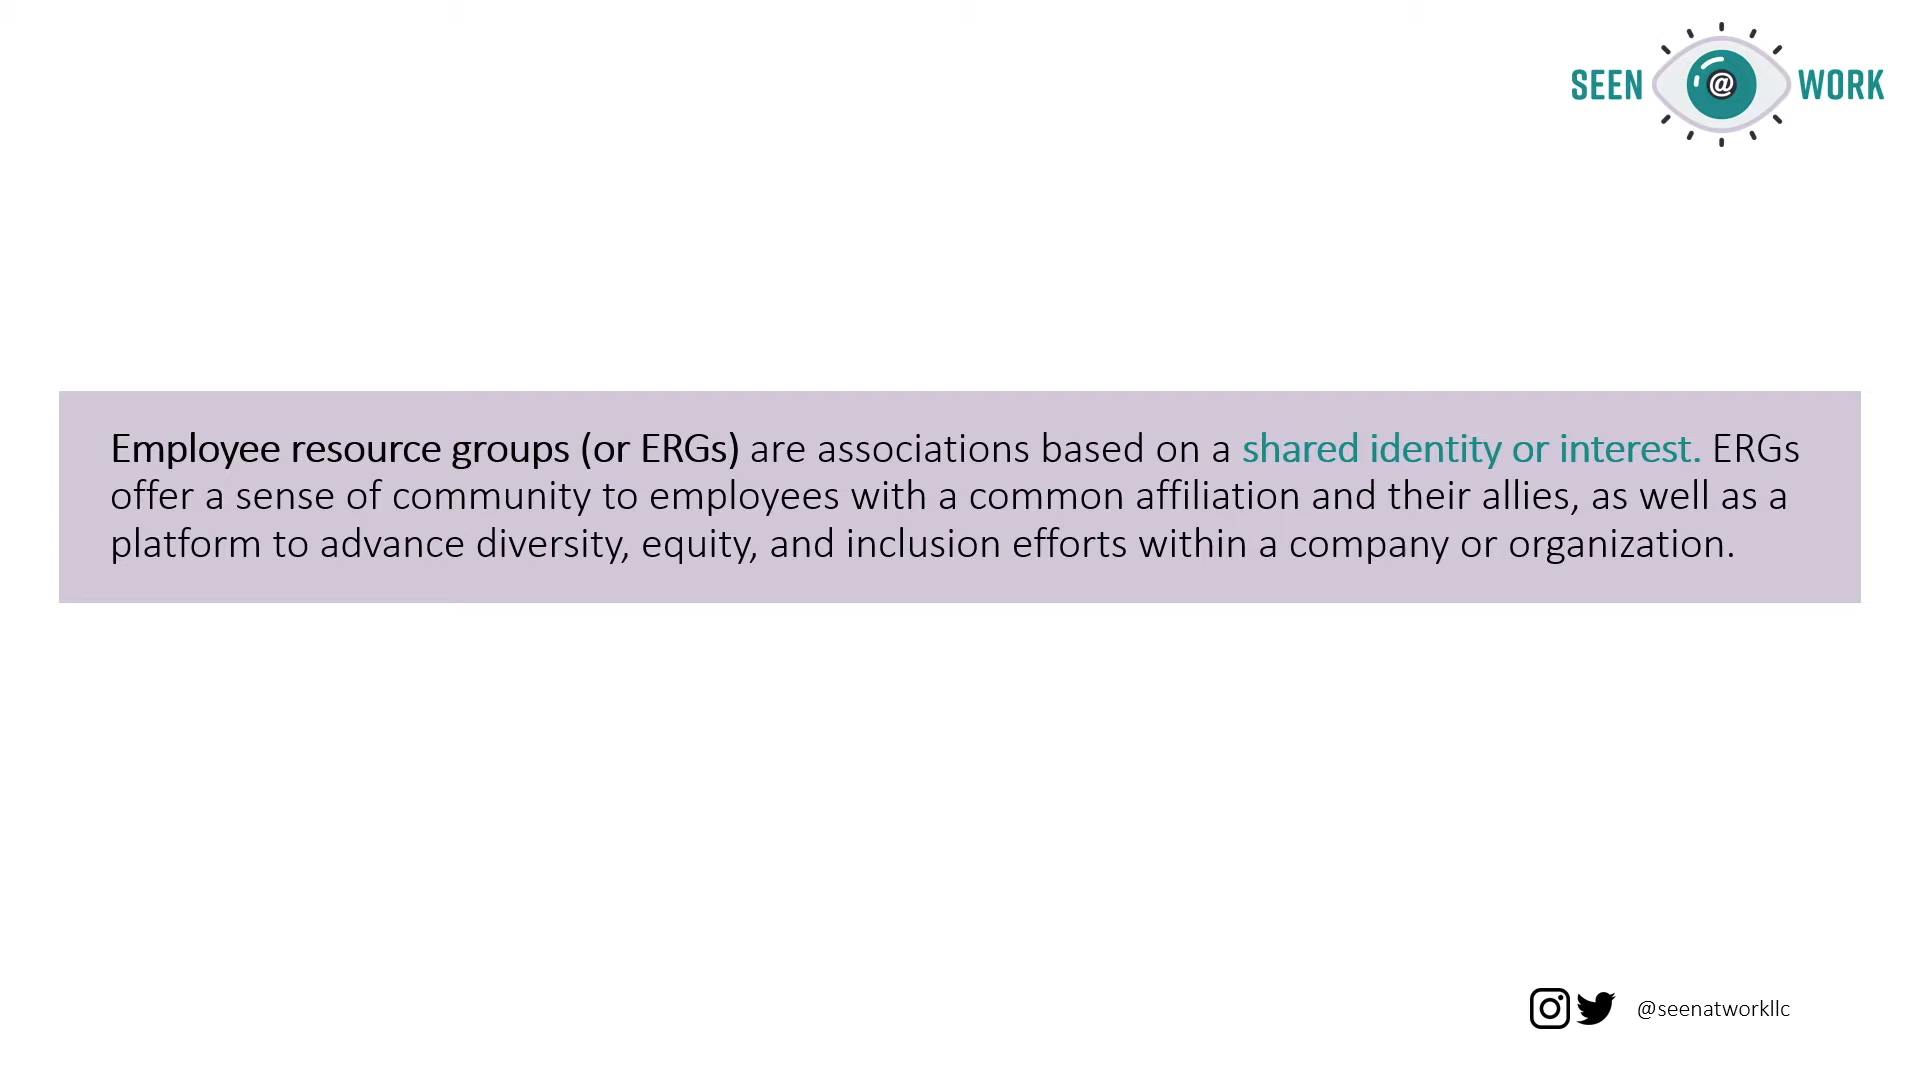 SEEN @ WORK
Employee resource groups (or ERGs) are associations based on a shared identity or interest. ERGs
offer a sense of community to employees with a common affiliation and their allies, as well as a
platform to advance diversity, equity, and inclusion efforts within a company or organization.
@seenatworkllc